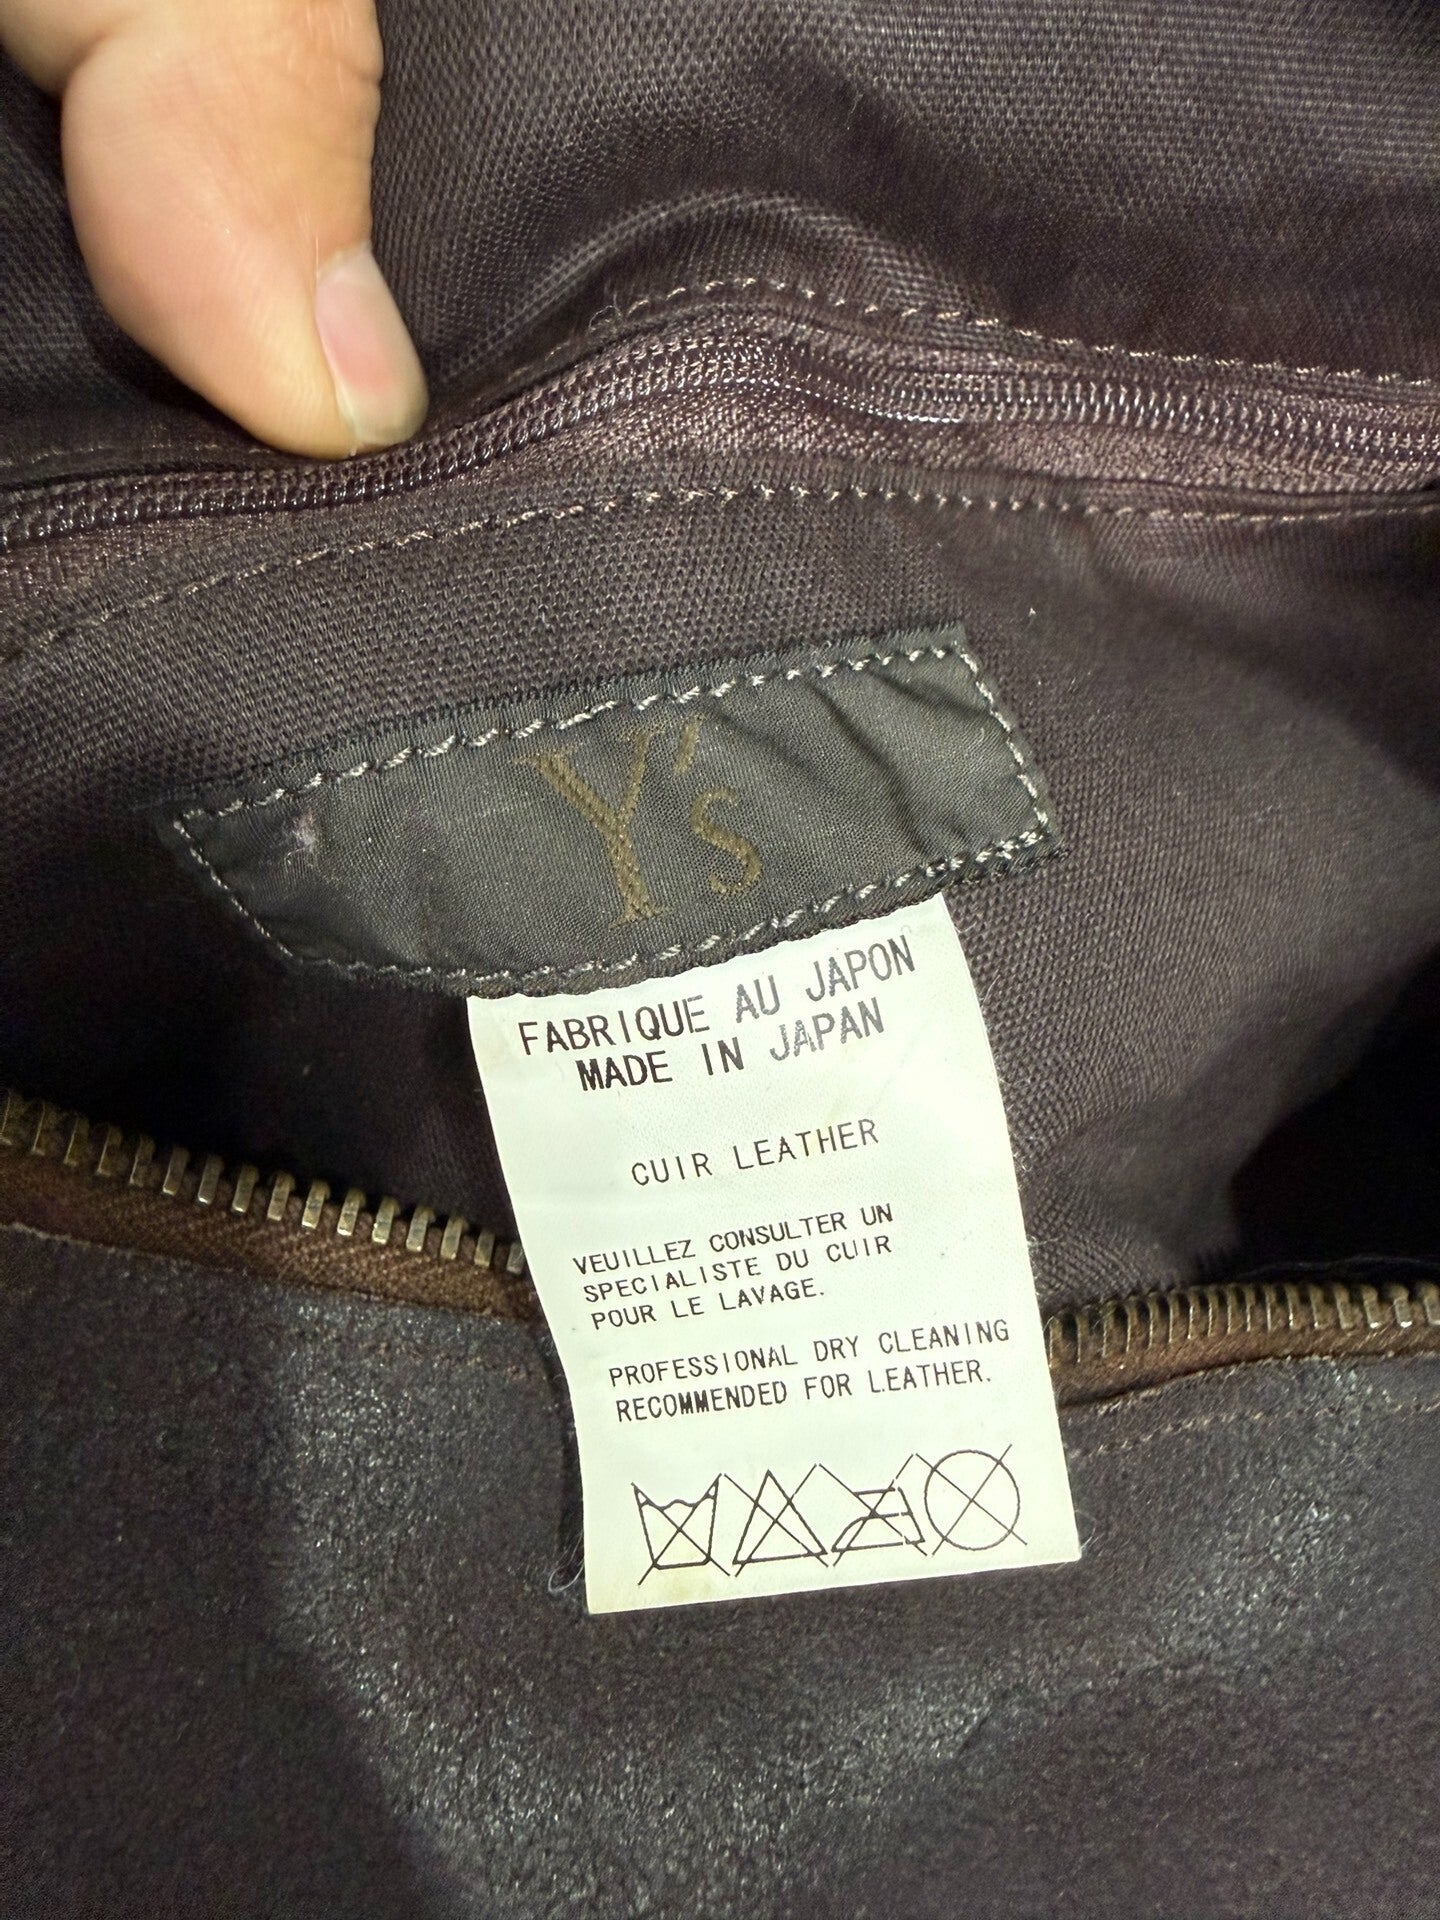 Y's
FABRIQUE AU JAPON
MADE IN JAPAN
CUIR LEATHER
VEUILLEZ CONSULTER UN
SPECIALISTE DU CUIR
POUR LE LAVAGE.
PROFESSIONAL DRY CLEANING
RECOMMENDED FOR LEATHER.